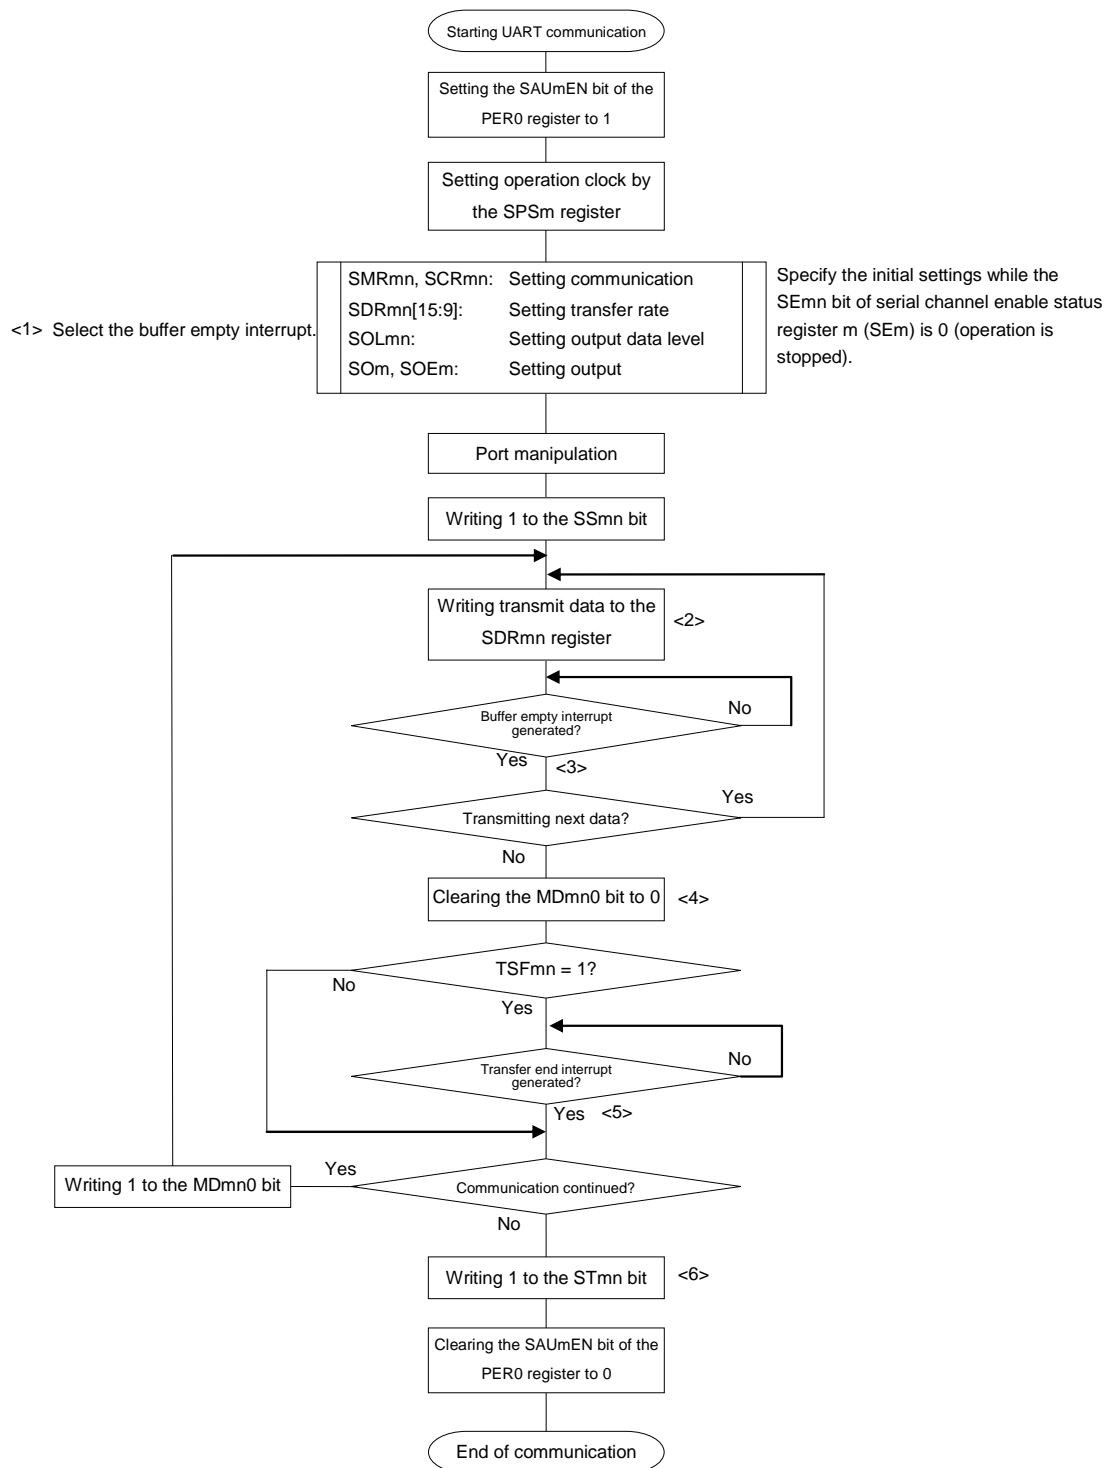 Starting UART communication
Setting the SAUmEN bit of the
PER0 register to 1
Setting operation clock by
the SPSm register
<1> Select the buffer empty interrupt.
SMRmn, SCRmn: Setting communication
SDRmn[15:9]: Setting transfer rate
SOLmn: Setting output data level
SOm, SOEm: Setting output
Specify the initial settings while the
SEmn bit of serial channel enable status
register m (SEm) is 0 (operation is
stopped).
Port manipulation
Writing 1 to the SSmn bit
Writing transmit data to the
SDRmn register
<2>
Buffer empty interrupt
generated?
No
Yes
<3>
Transmitting next data?
Yes
No
Clearing the MDmn0 bit to 0
<4>
TSFmn = 1?
No
Yes
Transfer end interrupt
generated?
No
Yes <5>
Communication continued?
Yes
Writing 1 to the MDmn0 bit
No
Writing 1 to the STmn bit
<6>
Clearing the SAUmEN bit of the
PER0 register to 0
End of communication